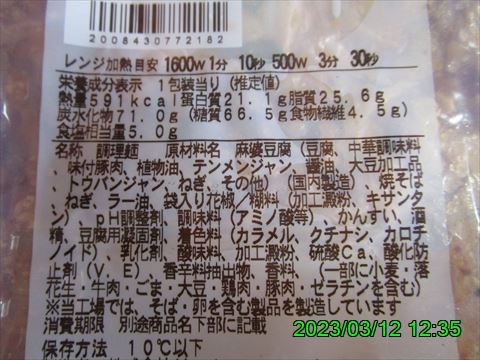 2008430772182
レンジ加熱目安 1600W 1分 10秒 500W 3分 30秒
栄養成分表示 1包装当り(推定値)
熱量591kcal蛋白質21.1g脂質25.6g
炭水化物71.0g(糖質66.5g食物繊維4.5g)
食塩相当量5.0g
名称 調理麺 原材料名 麻婆豆腐(豆腐、中華調味料
、味付豚肉、植物油、テンメンジャン、醤油、大豆加工品
、トウバンジャン、ねぎ、その他)(国内製造)、焼そば
、ねぎ、ラー油、袋入り花椒/糊料(加工澱粉、キサンタ
ン)、pH調整剤、調味料(アミノ酸等)、かんすい、酒
精、豆腐用凝固剤、着色料(カラメル、クチナシ、カロチ
ノイド)、乳化剤、酸味料、加工澱粉、硫酸Ca、酸化防
止剤(V.E)、香辛料抽出物、香料、(一部に小麦・落
花生・牛肉・ごま・大豆・鶏肉・豚肉・ゼラチンを含む)
※当工場では、そば・卵を含む製品を製造しています
消費期限 別途商品名下部に記載
保存方法 10℃以下
2023/03/12 12:35